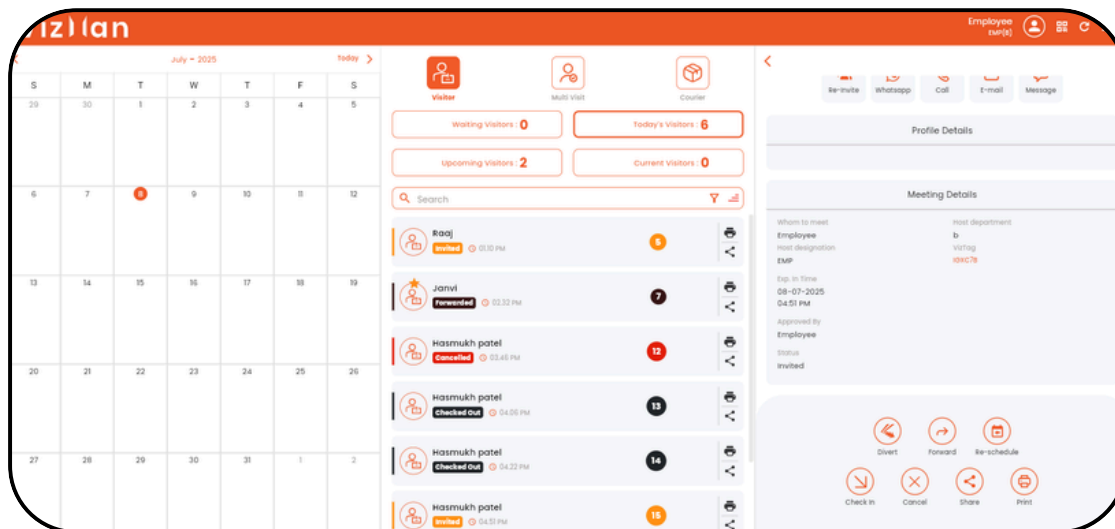 Employee
EMP(B)
July - 2025
Today
S M T W T F S
29 30 1 2 3 4 5
6 7 8 9 10 11 12
13 14 15 16 17 18 19
20 21 22 23 24 25 26
27 28 29 30 31 1 2
Visitor
Multi Visit
Courier
Waiting Visitors : 0
Today's Visitors : 6
Upcoming Visitors : 2
Current Visitors : 0
Search
Raaj
Invited 01.10 PM
5
Janvi
Forwarded 02.32 PM
7
Hasmukh patel
Cancelled 03.46 PM
12
Hasmukh patel
Checked Out 04.06 PM
13
Hasmukh patel
Checked Out 04.22 PM
14
Hasmukh patel
Invited 04.51 PM
15
Re-Invite
Whatsapp
Call
E-mail
Message
Profile Details
Meeting Details
Whom to meet
Employee
Host department
b
Host designation
EMP
VizTag
Exp. In Time
08-07-2025
04:51 PM
Approved By
Employee
Status
Invited
Divert
Forward
Re-schedule
Check In
Cancel
Share
Print